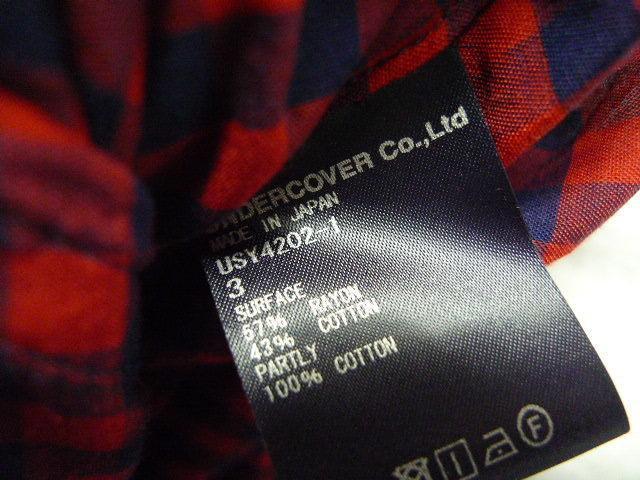 UNDERCOVER Co.,Ltd
MADE IN JAPAN
USY4202-1
3
SURFACE
57% RAYON
43% COTTON
PARTLY
100% COTTON
F